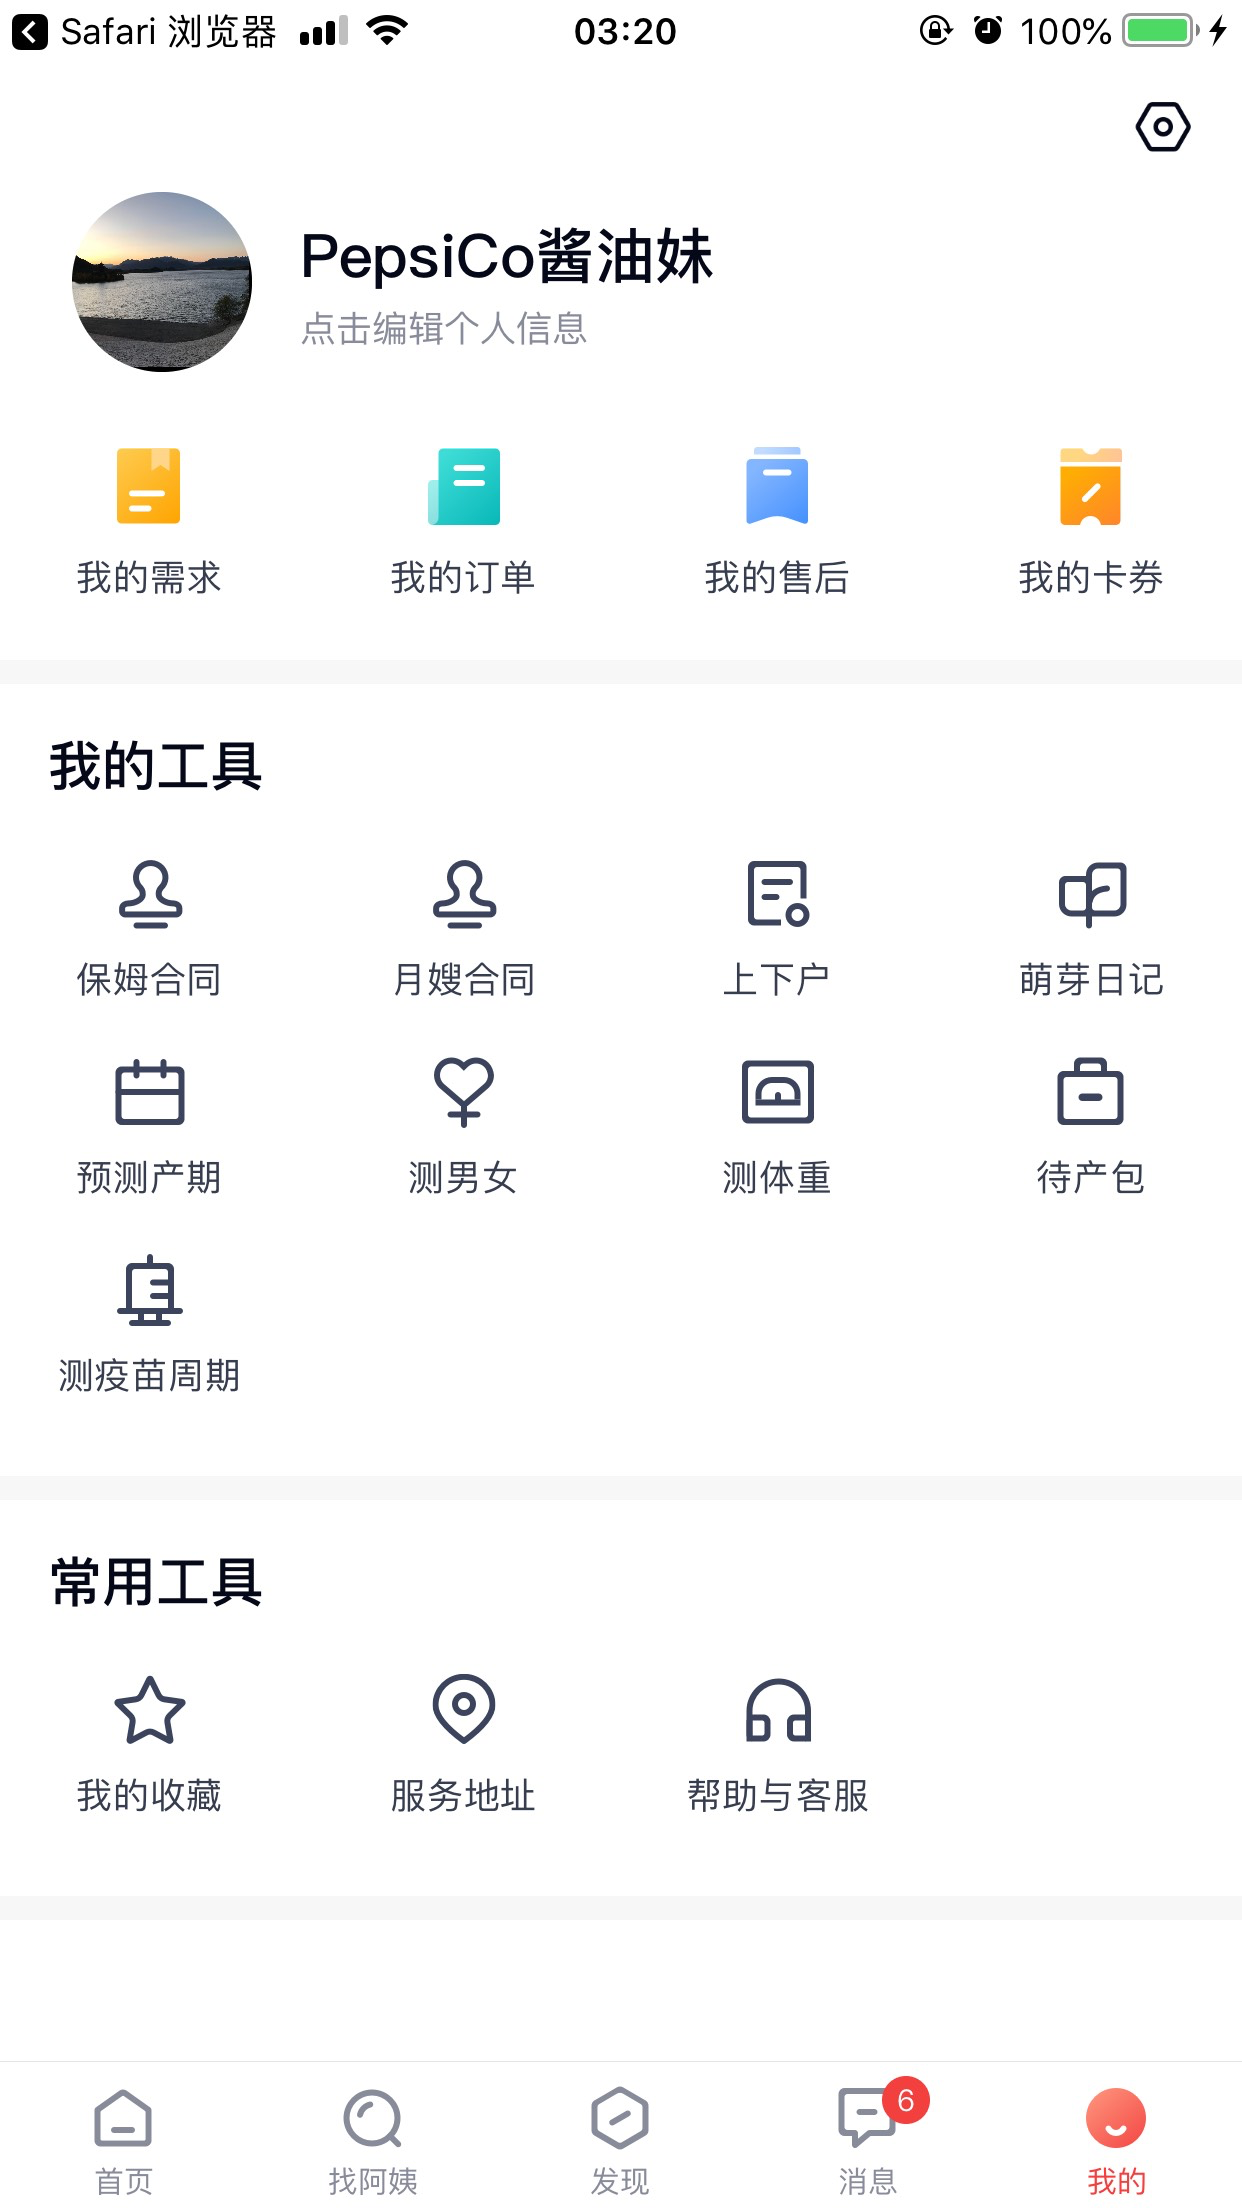 Safari 浏览器 03:20 100%
PepsiCo酱油妹
点击编辑个人信息
我的需求 我的订单 我的售后 我的卡券
我的工具
保姆合同 月嫂合同 上下户 萌芽日记
预测产期 测男女 测体重 待产包
测疫苗周期
常用工具
我的收藏 服务地址 帮助与客服
6
首页 找阿姨 发现 消息 我的